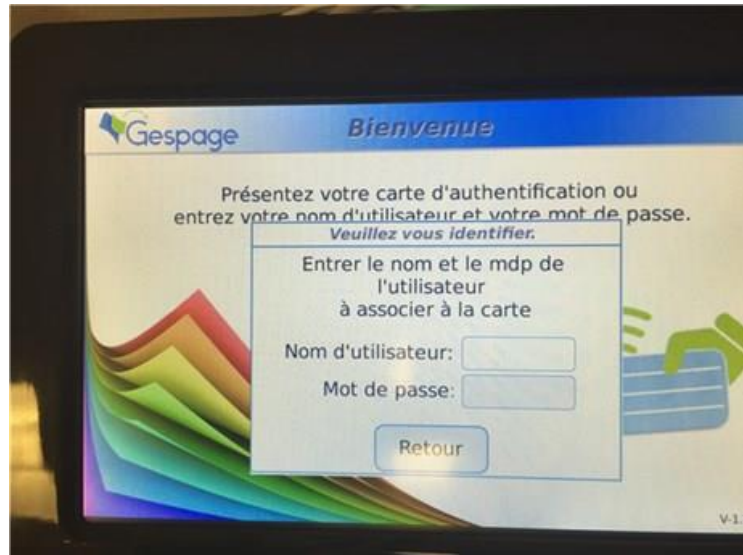 Gespage
Bienvenue
Présentez votre carte d'authentification ou
entrez votre nom d'utilisateur et votre mot de passe.
Veuillez vous identifier.
Entrer le nom et le mdp de
l'utilisateur
à associer à la carte
Nom d'utilisateur:
Mot de passe:
Retour
V-1.